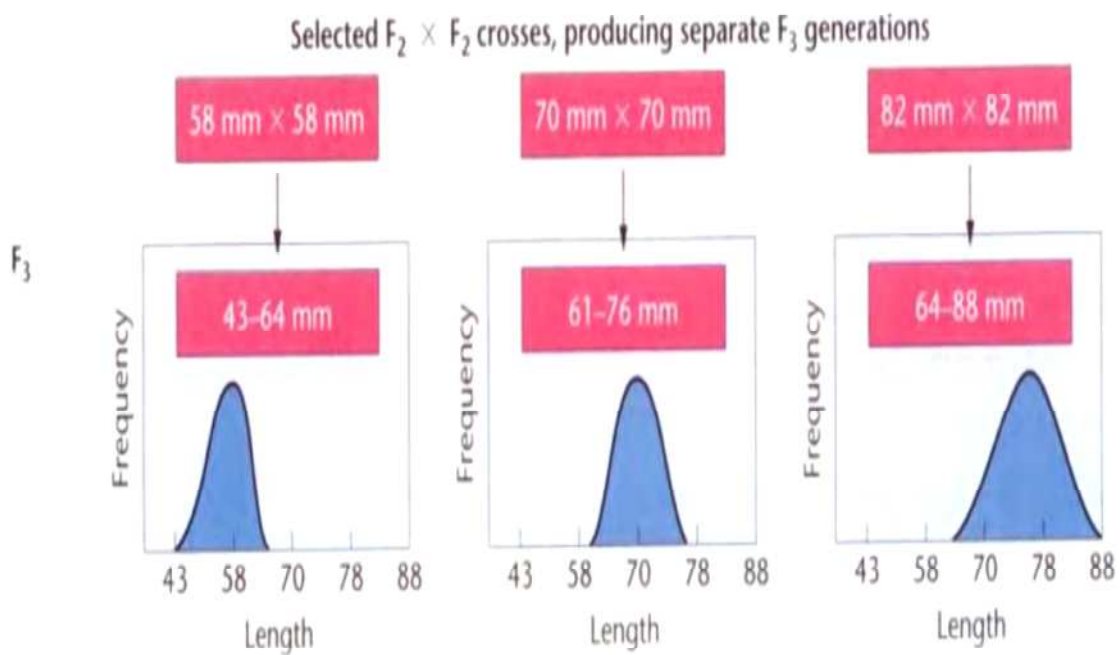 Selected F₂ × F₂ crosses, producing separate F₃ generations
58 mm × 58 mm
70 mm × 70 mm
82 mm × 82 mm
F₃
Frequency
43–64 mm
43 58 70 78 88
Length
Frequency
61–76 mm
43 58 70 78 88
Length
Frequency
64–88 mm
43 58 70 78 88
Length